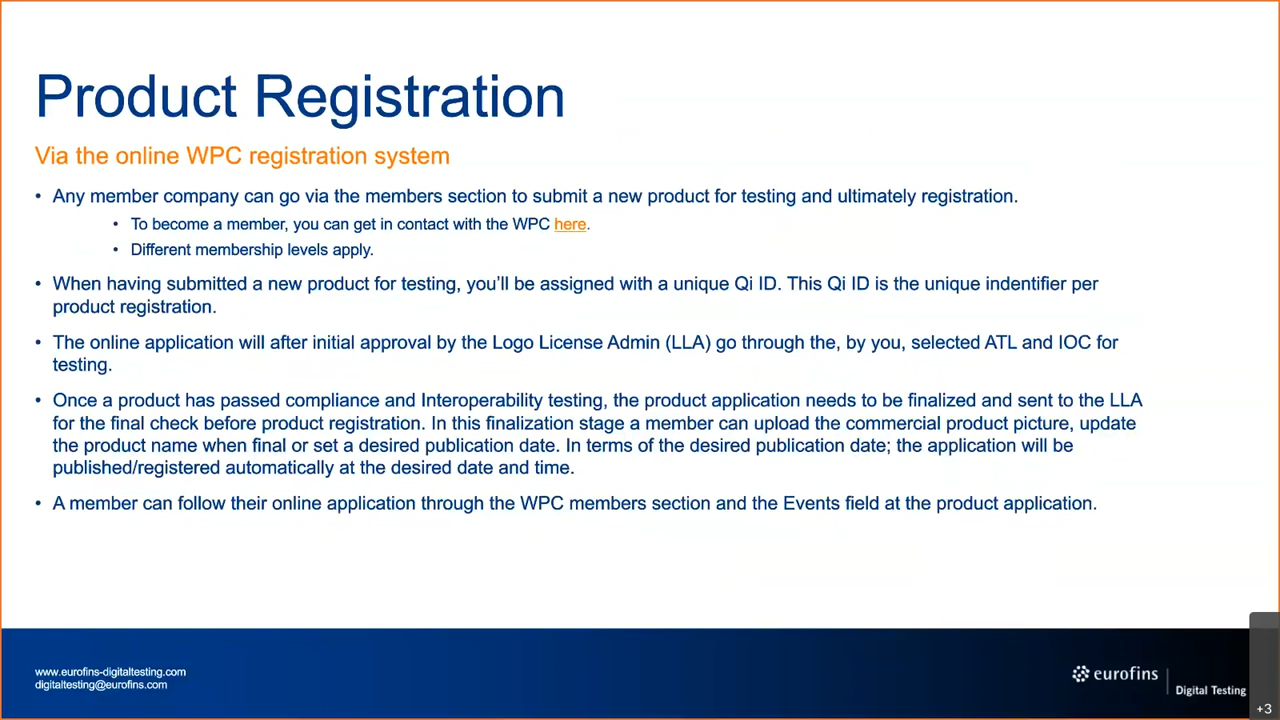 Product Registration
Via the online WPC registration system
• Any member company can go via the members section to submit a new product for testing and ultimately registration.
• To become a member, you can get in contact with the WPC here.
• Different membership levels apply.
• When having submitted a new product for testing, you'll be assigned with a unique Qi ID. This Qi ID is the unique indentifier per
product registration.
• The online application will after initial approval by the Logo License Admin (LLA) go through the, by you, selected ATL and IOC for
testing.
• Once a product has passed compliance and Interoperability testing, the product application needs to be finalized and sent to the LLA
for the final check before product registration. In this finalization stage a member can upload the commercial product picture, update
the product name when final or set a desired publication date. In terms of the desired publication date; the application will be
published/registered automatically at the desired date and time.
• A member can follow their online application through the WPC members section and the Events field at the product application.
www.eurofins-digitaltesting.com
digitaltesting@eurofins.com
eurofins
Digital Testing
+3